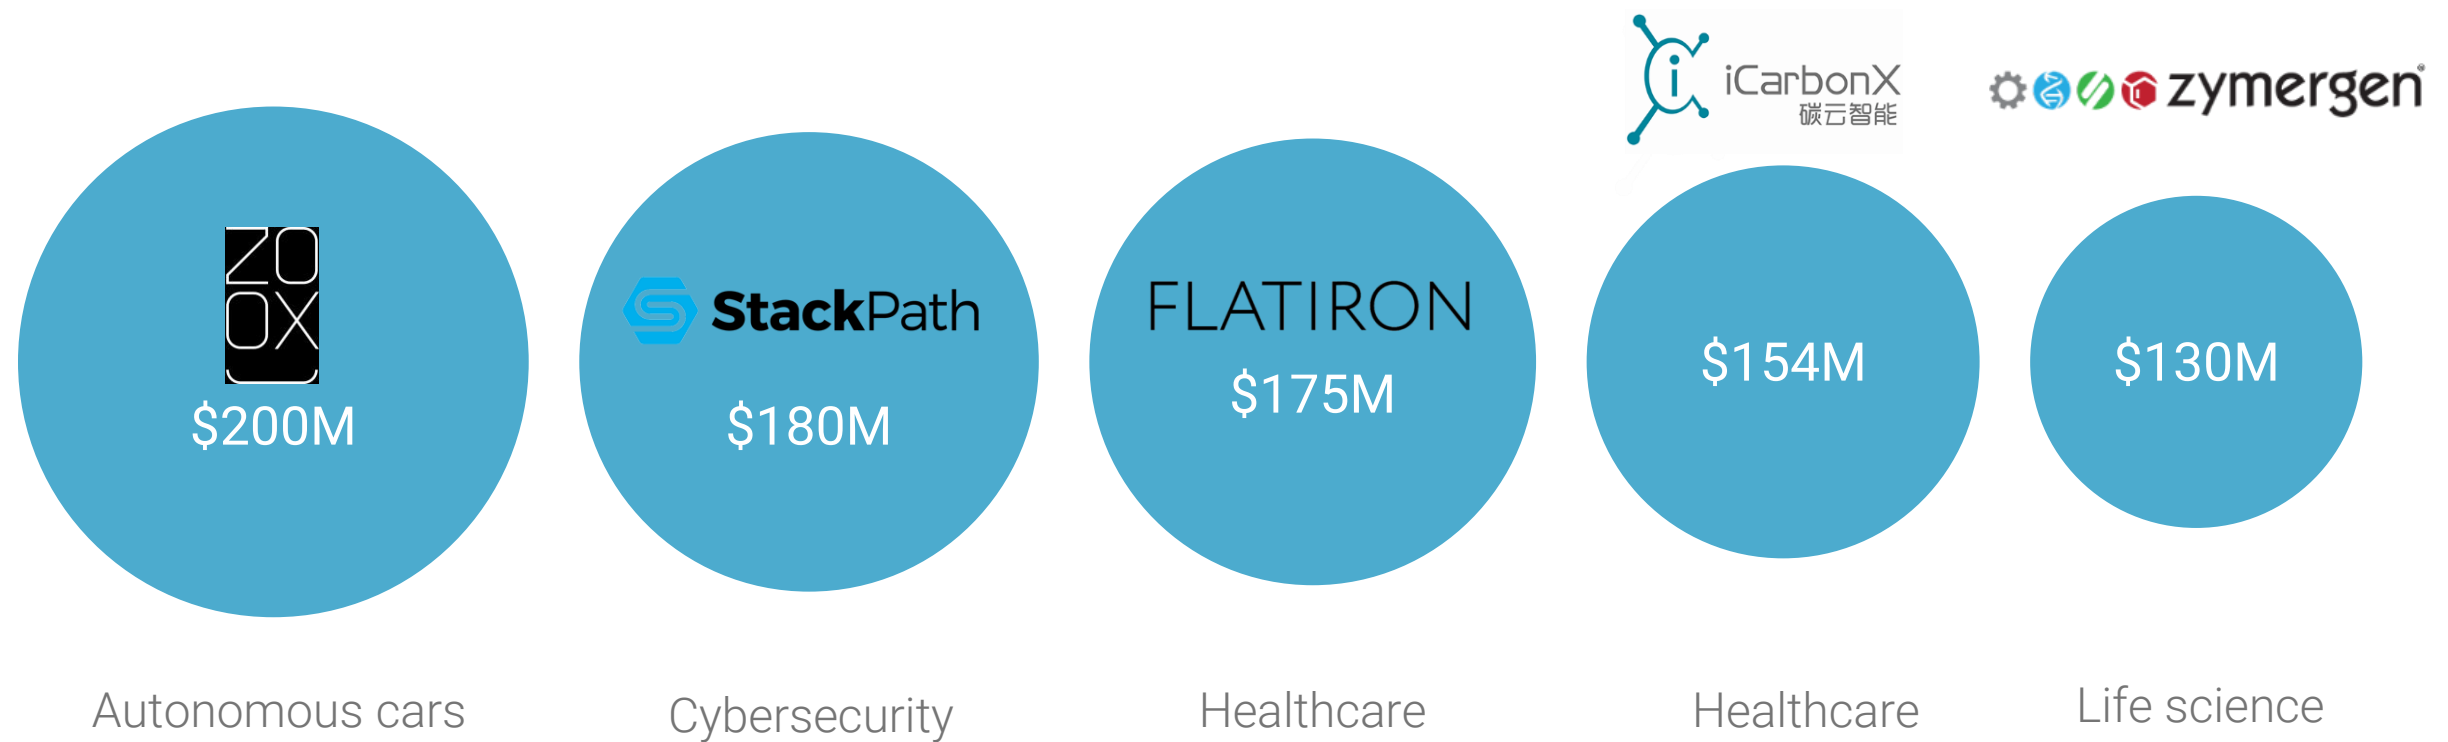 ZO
OX
$200M
Autonomous cars
StackPath
$180M
Cybersecurity
FLATIRON
$175M
Healthcare
iCarbonX
碳云智能
$154M
Healthcare
zymergen®
$130M
Life science